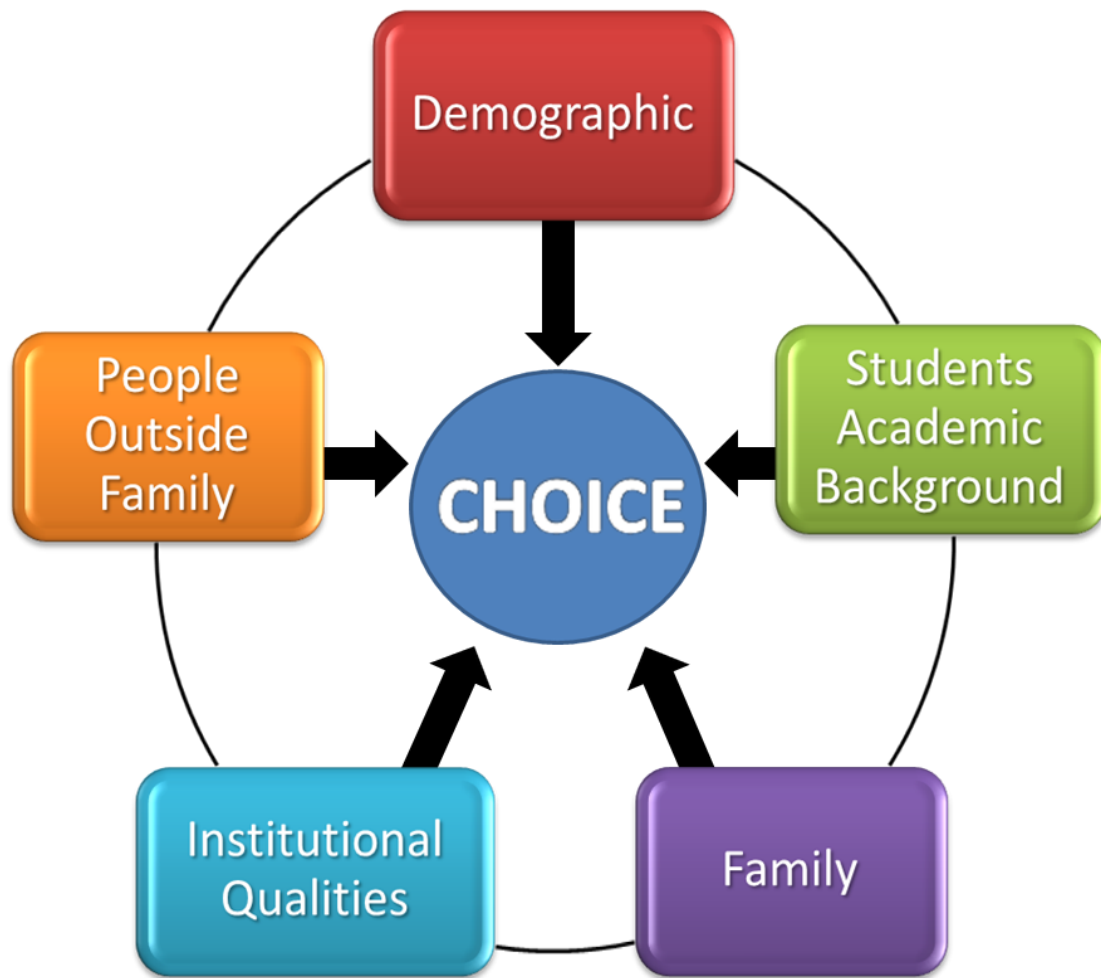 Demographic
People
Outside
Family
Students
Academic
Background
CHOICE
Institutional
Qualities
Family